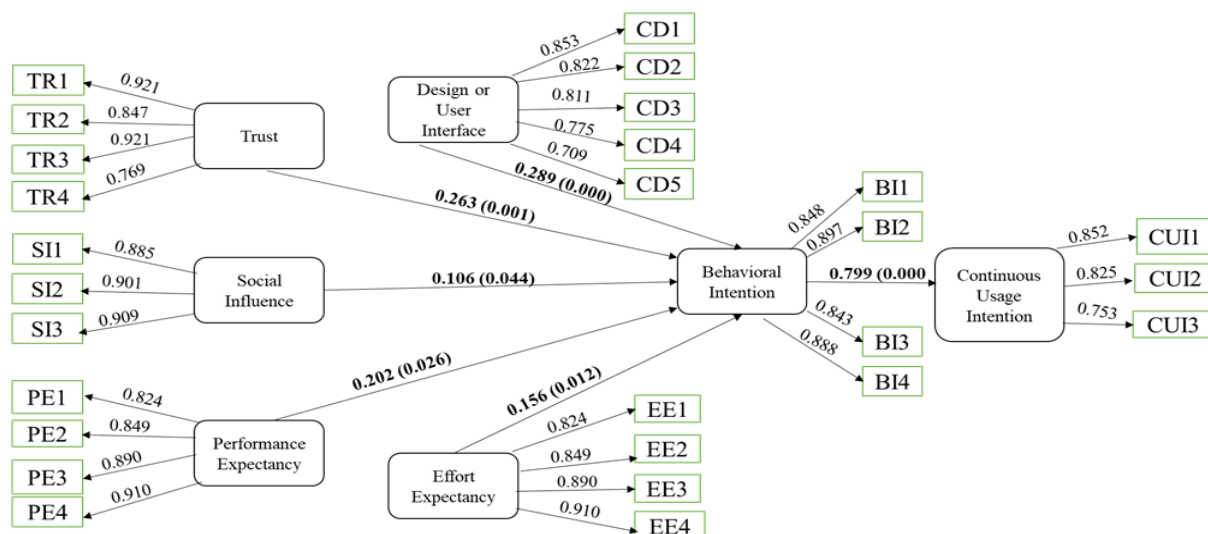 TR1
TR2
TR3
TR4
0.921
0.847
0.921
0.769
Trust
Design or
User
Interface
0.853
0.822
0.811
0.775
0.709
CD1
CD2
CD3
CD4
CD5
0.289 (0.000)
0.263 (0.001)
SI1
SI2
SI3
0.885
0.901
0.909
Social
Influence
0.106 (0.044)
Behavioral
Intention
0.848
0.897
0.843
0.888
BI1
BI2
BI3
BI4
0.799 (0.000
Continuous
Usage
Intention
0.852
0.825
0.753
CUI1
CUI2
CUI3
PE1
PE2
PE3
PE4
0.824
0.849
0.890
0.910
Performance
Expectancy
0.202 (0.026)
0.156 (0.012)
Effort
Expectancy
0.824
0.849
0.890
0.910
EE1
EE2
EE3
EE4